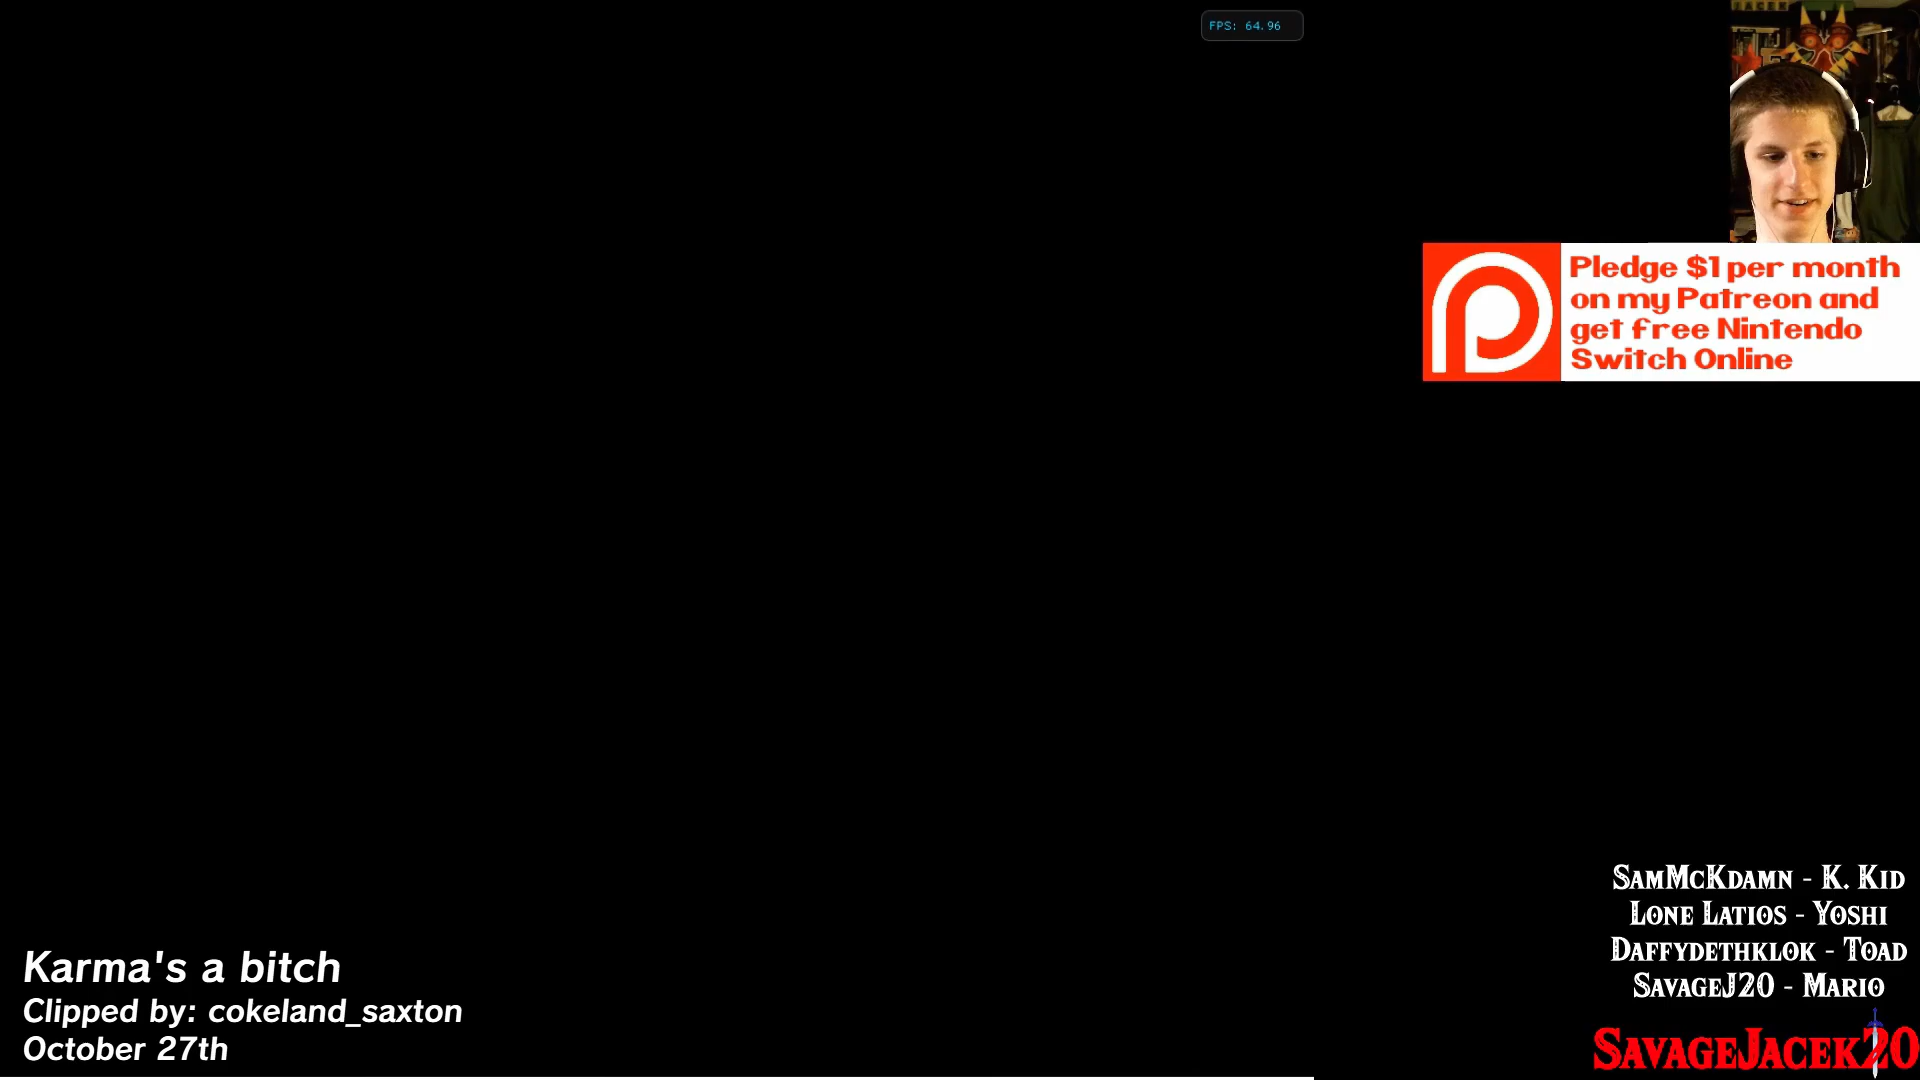 FPS: 64.96
JACEK
Pledge $1 per month
on my Patreon and
get free Nintendo
Switch Online
SamMcKdamn - K. Kid
Lone Latios - Yoshi
Daffydethklok - Toad
SavageJ20 - Mario
SavageJacek20
Karma's a bitch
Clipped by: cokeland_saxton
October 27th